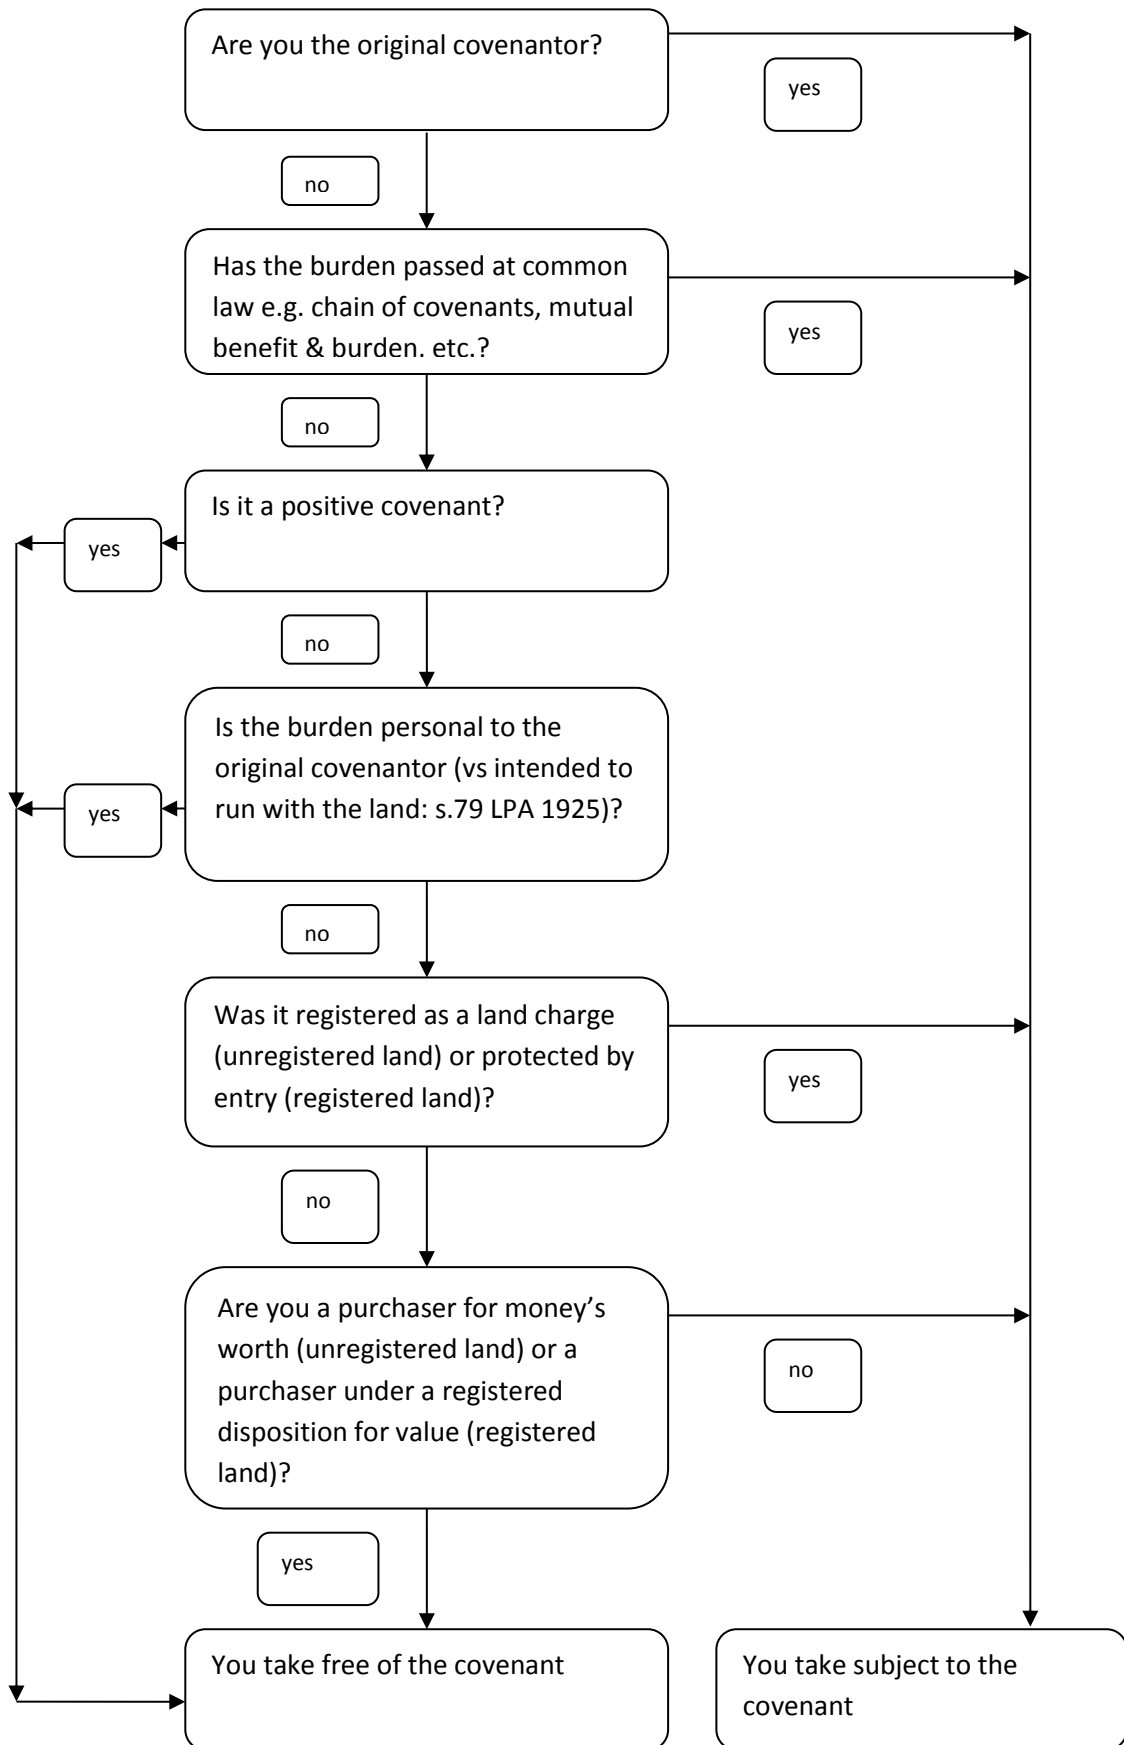 Are you the original covenantor?
yes
no
Has the burden passed at common
law e.g. chain of covenants, mutual
benefit & burden. etc.?
yes
no
Is it a positive covenant?
yes
no
Is the burden personal to the
original covenantor (vs intended to
run with the land: s.79 LPA 1925)?
yes
no
Was it registered as a land charge
(unregistered land) or protected by
entry (registered land)?
yes
no
Are you a purchaser for money’s
worth (unregistered land) or a
purchaser under a registered
disposition for value (registered
land)?
no
yes
You take free of the covenant
You take subject to the
covenant